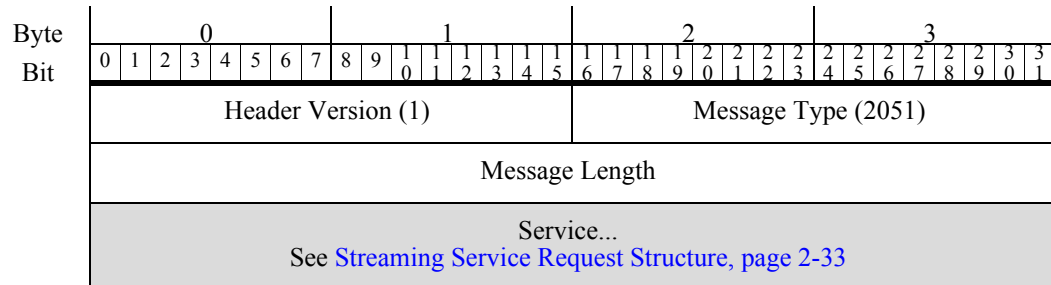 Byte 0 1 2 3
Bit 0 1 2 3 4 5 6 7 8 9 10 11 12 13 14 15 16 17 18 19 20 21 22 23 24 25 26 27 28 29 30 31
Header Version (1) Message Type (2051)
Message Length
Service...
See Streaming Service Request Structure, page 2-33